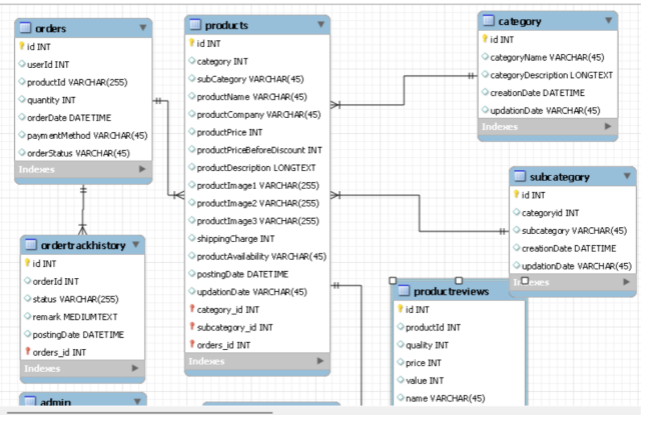 orders
id INT
userId INT
productId VARCHAR(255)
quantity INT
orderDate DATETIME
paymentMethod VARCHAR(45)
orderStatus VARCHAR(45)
Indexes
ordertrackhistory
id INT
orderId INT
status VARCHAR(255)
remark MEDIUMTEXT
postingDate DATETIME
orders_id INT
Indexes
admin
products
id INT
category INT
subCategory VARCHAR(45)
productName VARCHAR(45)
productCompany VARCHAR(45)
productPrice INT
productPriceBeforeDiscount INT
productDescription LONGTEXT
productImage1 VARCHAR(255)
productImage2 VARCHAR(255)
productImage3 VARCHAR(255)
shippingCharge INT
productAvailability VARCHAR(45)
postingDate DATETIME
updationDate VARCHAR(45)
category_id INT
subcategory_id INT
orders_id INT
Indexes
category
id INT
categoryName VARCHAR(45)
categoryDescription LONGTEXT
creationDate DATETIME
updationDate VARCHAR(45)
Indexes
subcategory
id INT
categoryid INT
subcategory VARCHAR(45)
creationDate DATETIME
updationDate VARCHAR(45)
productreviews
id INT
productId INT
quality INT
price INT
value INT
name VARCHAR(45)